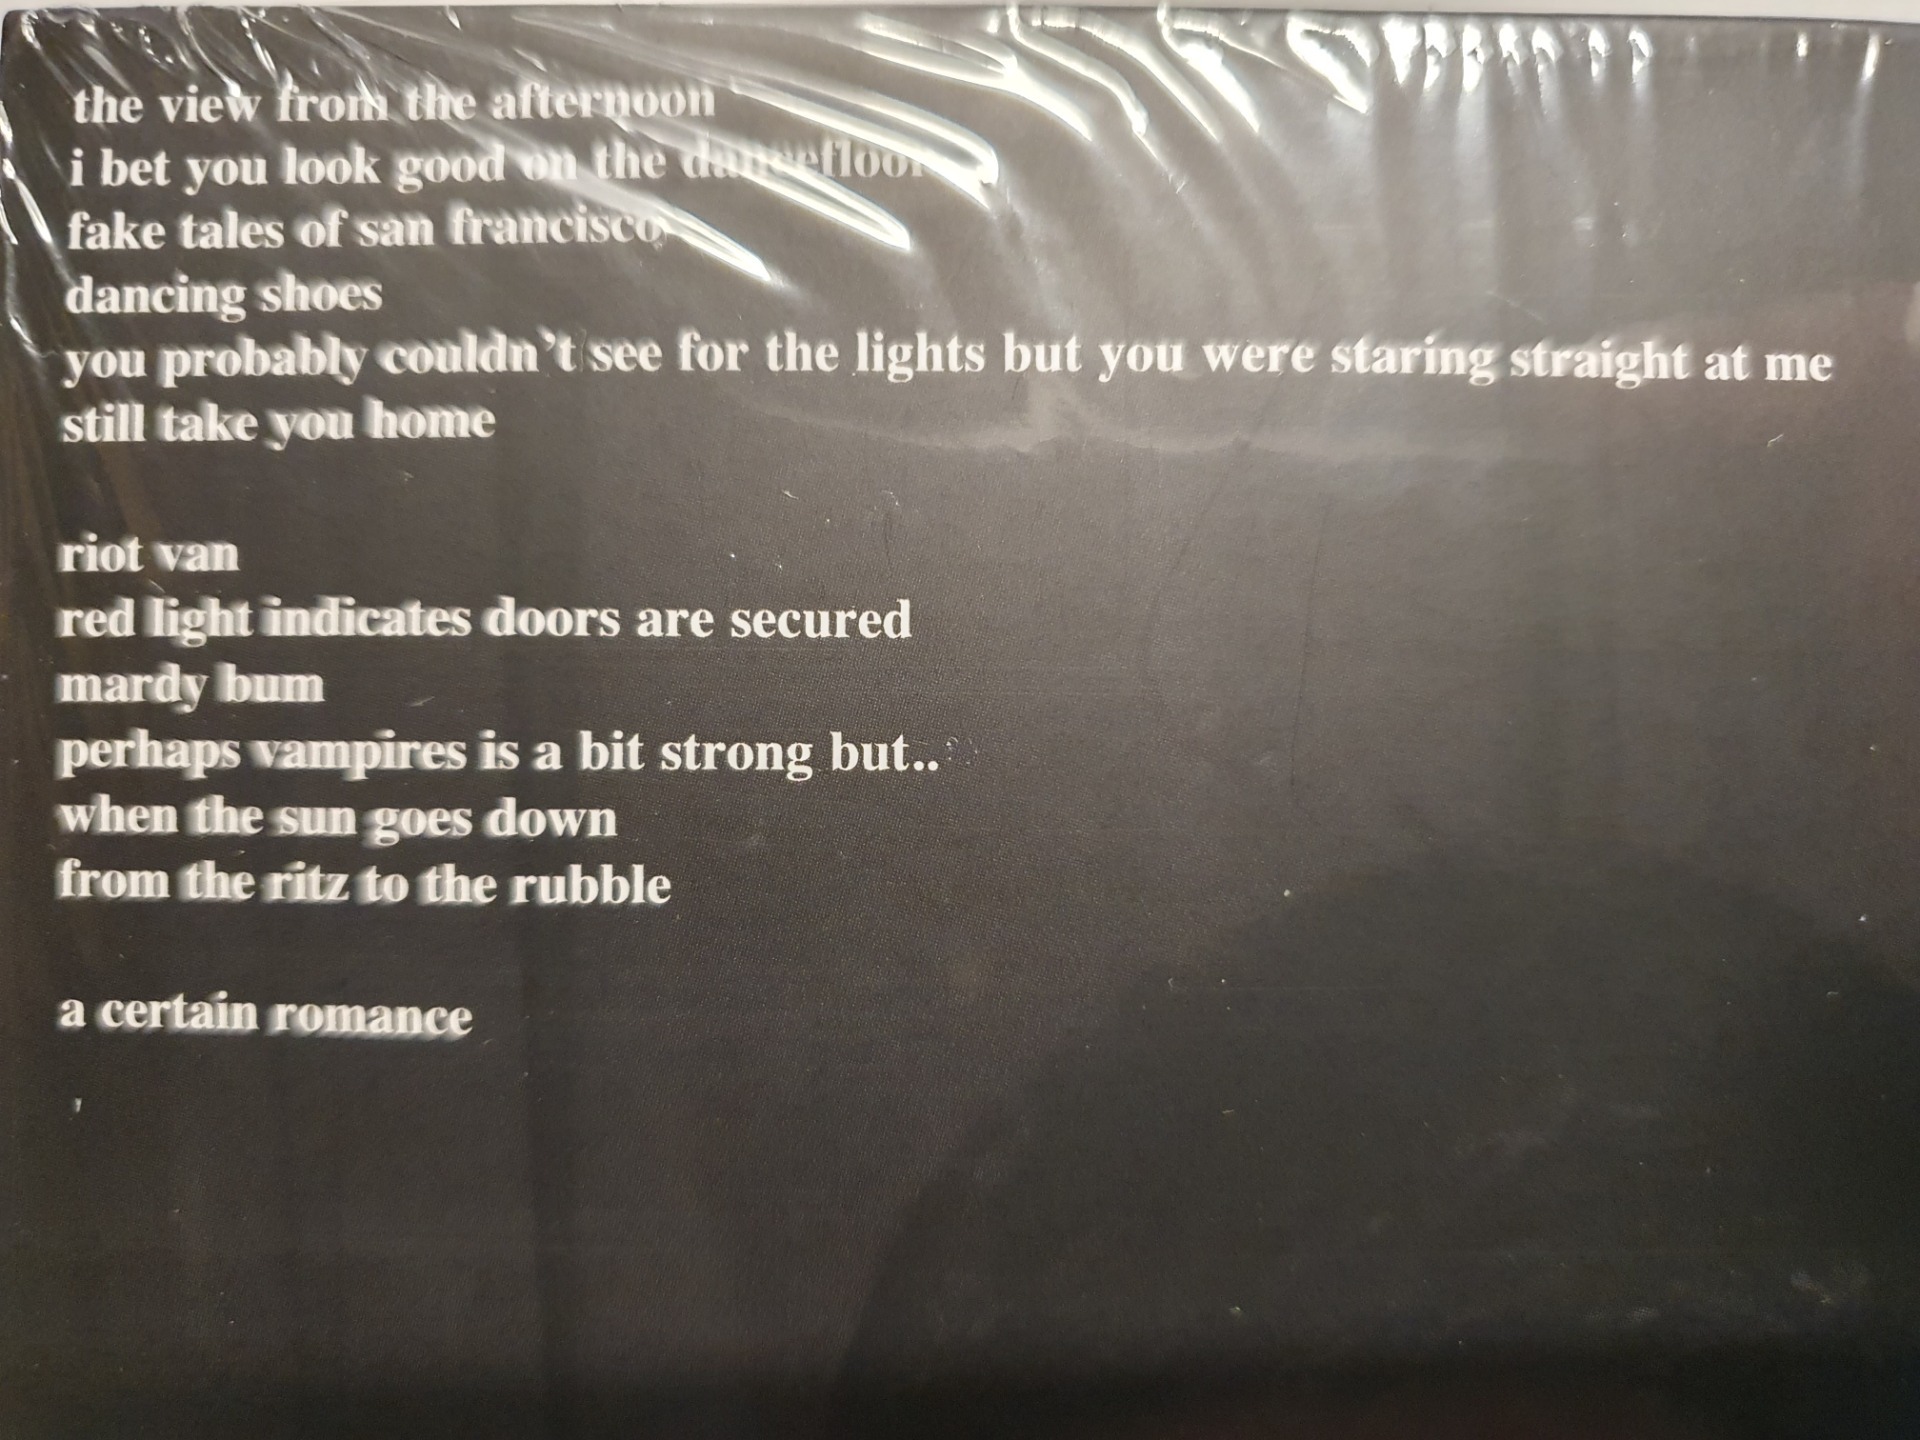 the view from the afternoon
i bet you look good on the dancefloor
fake tales of san francisco
dancing shoes
you probably couldn't see for the lights but you were staring straight at me
still take you home
riot van
red light indicates doors are secured
mardy bum
perhaps vampires is a bit strong but..
when the sun goes down
from the ritz to the rubble
a certain romance